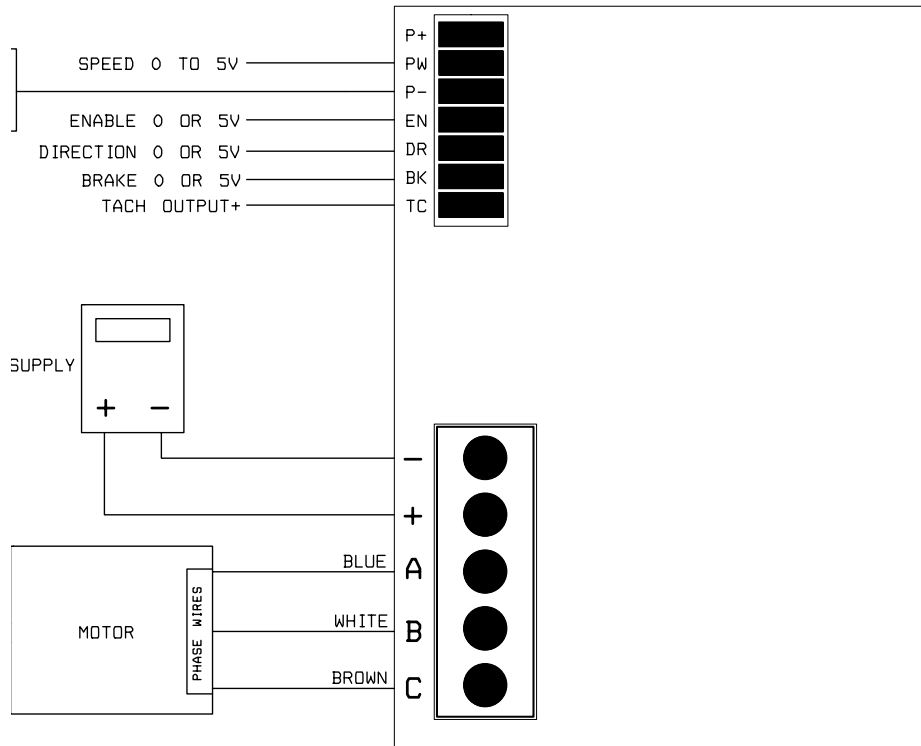 P+
SPEED 0 TO 5V PW
P-
ENABLE 0 OR 5V EN
DIRECTION 0 OR 5V DR
BRAKE 0 OR 5V BK
TACH OUTPUT+ TC
SUPPLY
+ -
-
+
BLUE A
MOTOR
PHASE WIRES
WHITE B
BROWN C